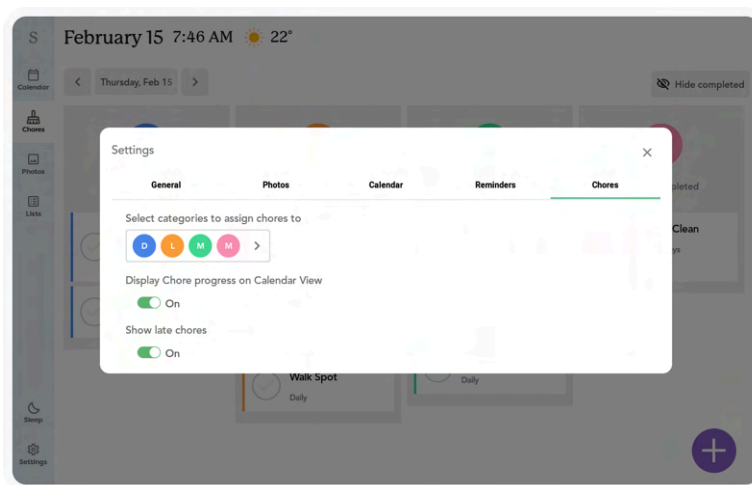 S
February 15 7:46 AM 22°
Calendar
< Thursday, Feb 15 >
Hide completed
Chores
Photos
Lists
Sleep
Settings
Settings
General Photos Calendar Reminders Chores
Select categories to assign chores to
D L M M >
Display Chore progress on Calendar View
On
Show late chores
On
Clean
Walk Spot
Daily
Daily